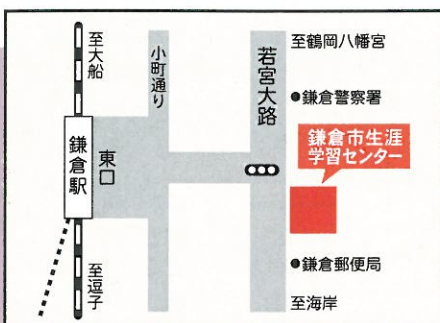 至大船
鎌倉駅
東口
至逗子
小町通り
若宮大路
至鶴岡八幡宮
鎌倉警察署
鎌倉市生涯
学習センター
鎌倉郵便局
至海岸